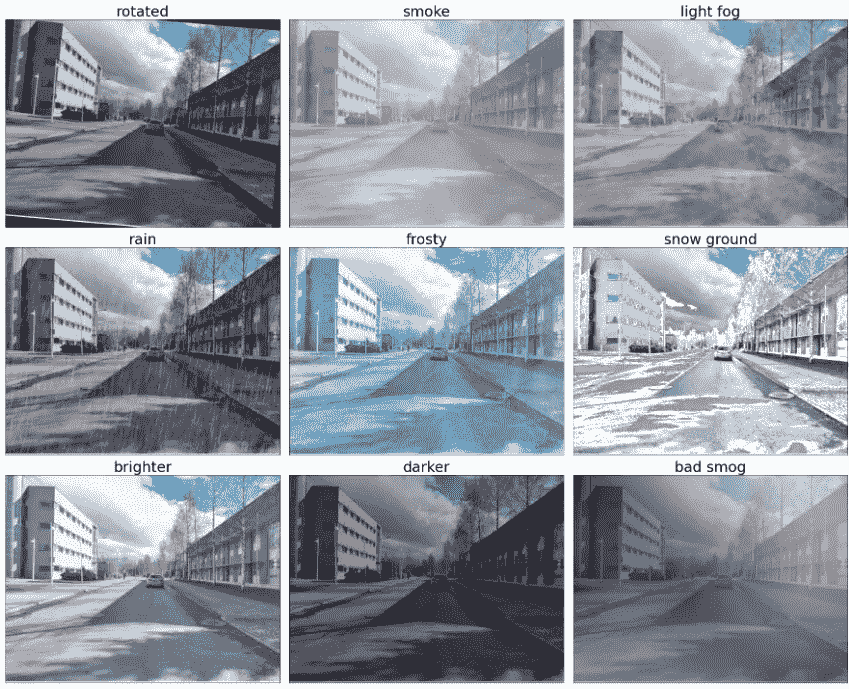 rotated
smoke
light fog
rain
frosty
snow ground
brighter
darker
bad smog